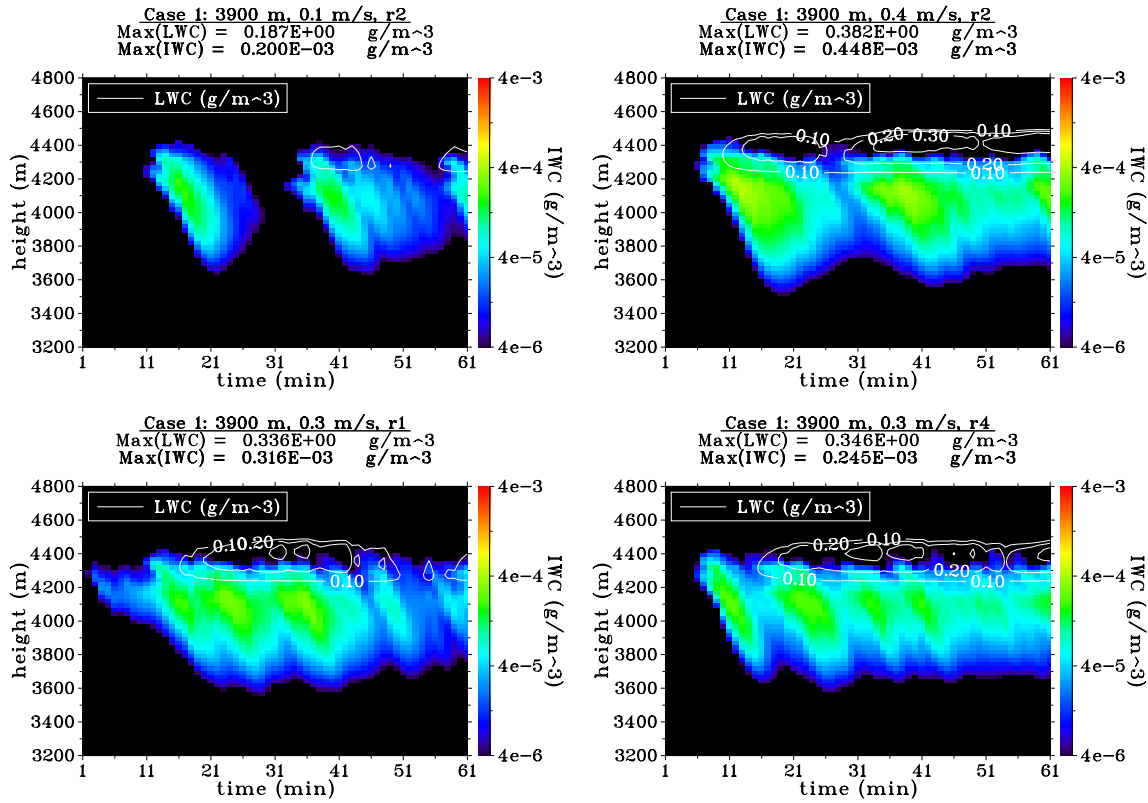 Case 1: 3900 m, 0.1 m/s, r2
Max(LWC) = 0.187E+00 g/m^3
Max(IWC) = 0.200E-03 g/m^3
4800
4600
4400
4200
4000
3800
3600
3400
3200
height (m)
LWC (g/m^3)
1 11 21 31 41 51 61
time (min)
4e-3
4e-4
4e-5
4e-6
IWC (g/m^3)
Case 1: 3900 m, 0.4 m/s, r2
Max(LWC) = 0.382E+00 g/m^3
Max(IWC) = 0.448E-03 g/m^3
4800
4600
4400
4200
4000
3800
3600
3400
3200
height (m)
LWC (g/m^3)
0.10
0.20 0.30 0.10
0.20
0.10 0.10
1 11 21 31 41 51 61
time (min)
4e-3
4e-4
4e-5
4e-6
IWC (g/m^3)
Case 1: 3900 m, 0.3 m/s, r1
Max(LWC) = 0.336E+00 g/m^3
Max(IWC) = 0.316E-03 g/m^3
4800
4600
4400
4200
4000
3800
3600
3400
3200
height (m)
LWC (g/m^3)
0.10 0.20
0.10
1 11 21 31 41 51 61
time (min)
4e-3
4e-4
4e-5
4e-6
IWC (g/m^3)
Case 1: 3900 m, 0.3 m/s, r4
Max(LWC) = 0.346E+00 g/m^3
Max(IWC) = 0.245E-03 g/m^3
4800
4600
4400
4200
4000
3800
3600
3400
3200
height (m)
LWC (g/m^3)
0.20 0.10
0.20
0.10 0.10
1 11 21 31 41 51 61
time (min)
4e-3
4e-4
4e-5
4e-6
IWC (g/m^3)